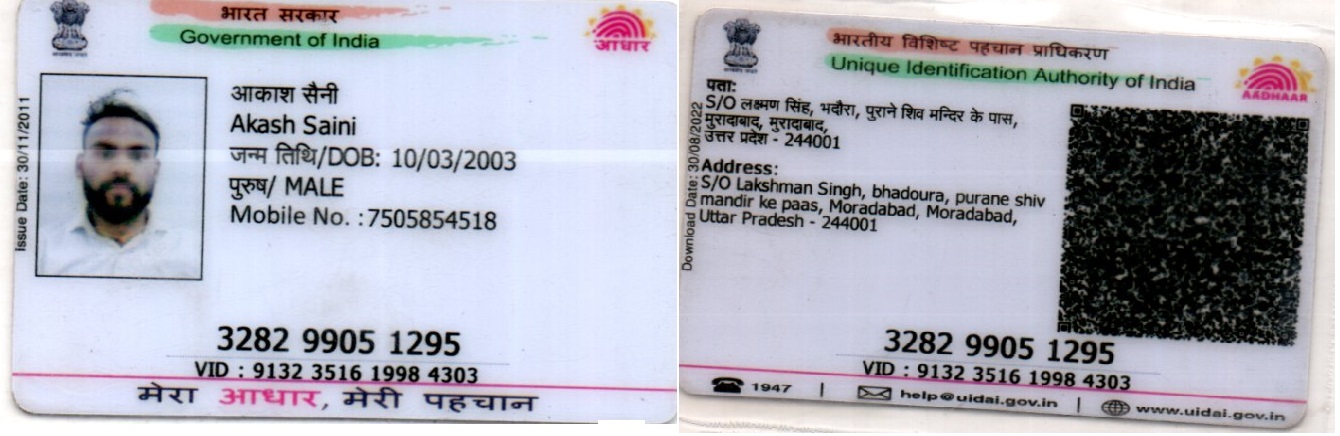 भारत सरकार
Government of India
आधार
Issue Date: 30/11/2011
आकाश सैनी
Akash Saini
जन्म तिथि/DOB: 10/03/2003
पुरुष/ MALE
Mobile No. :7505854518
3282 9905 1295
VID : 9132 3516 1998 4303
मेरा आधार, मेरी पहचान
भारतीय विशिष्ट पहचान प्राधिकरण
Unique Identification Authority of India
AADHAAR
Download Date: 30/08/2022
पता:
S/O लक्ष्मण सिंह, भदौरा, पुराने शिव मन्दिर के पास,
मुरादाबाद, मुरादाबाद,
उत्तर प्रदेश - 244001
Address:
S/O Lakshman Singh, bhadoura, purane shiv
mandir ke paas, Moradabad, Moradabad,
Uttar Pradesh - 244001
3282 9905 1295
VID : 9132 3516 1998 4303
1947 | help@uidai.gov.in | www.uidai.gov.in